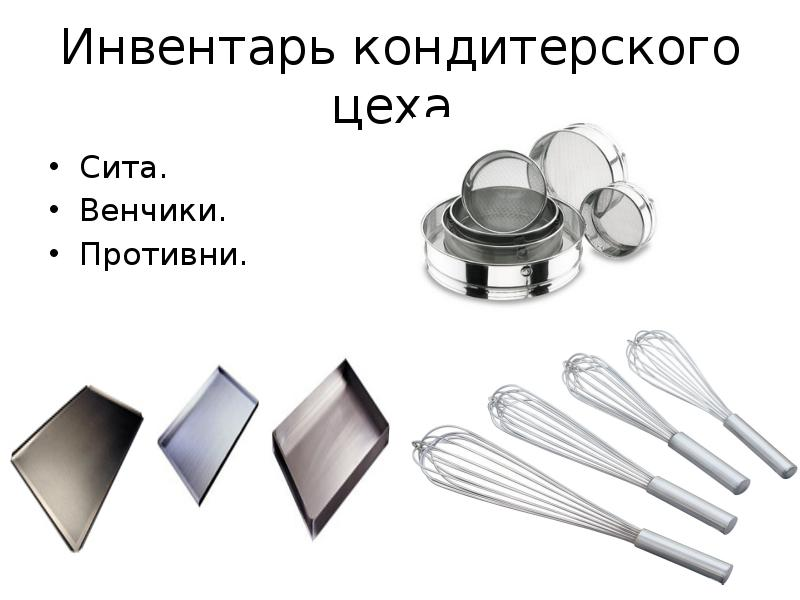 Инвентарь кондитерского
цеха
• Сита.
• Венчики.
• Противни.